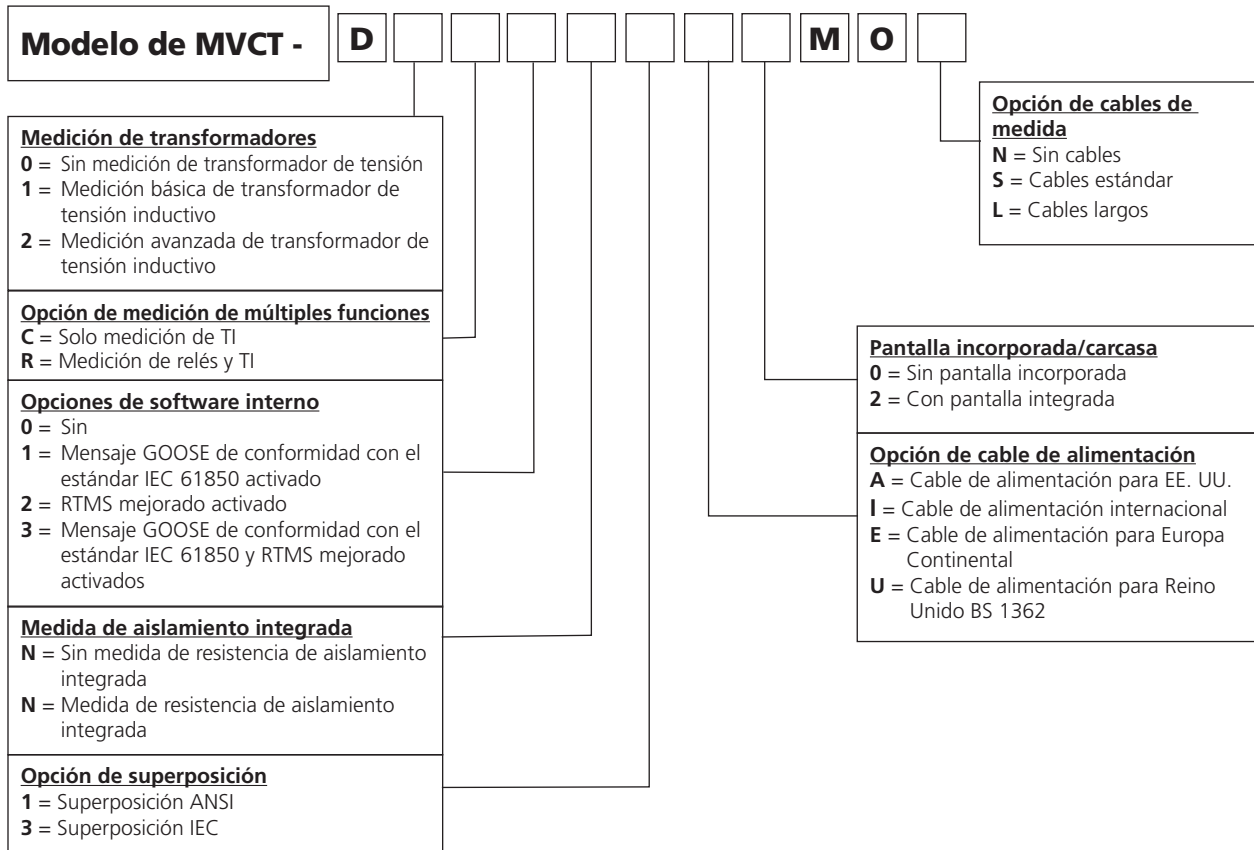 Modelo de MVCT - D M O
Medición de transformadores
0 = Sin medición de transformador de tensión
1 = Medición básica de transformador de
tensión inductivo
2 = Medición avanzada de transformador de
tensión inductivo
Opción de medición de múltiples funciones
C = Solo medición de TI
R = Medición de relés y TI
Opciones de software interno
0 = Sin
1 = Mensaje GOOSE de conformidad con el
estándar IEC 61850 activado
2 = RTMS mejorado activado
3 = Mensaje GOOSE de conformidad con el
estándar IEC 61850 y RTMS mejorado
activados
Medida de aislamiento integrada
N = Sin medida de resistencia de aislamiento
integrada
N = Medida de resistencia de aislamiento
integrada
Opción de superposición
1 = Superposición ANSI
3 = Superposición IEC
Opción de cables de
medida
N = Sin cables
S = Cables estándar
L = Cables largos
Pantalla incorporada/carcasa
0 = Sin pantalla incorporada
2 = Con pantalla integrada
Opción de cable de alimentación
A = Cable de alimentación para EE. UU.
I = Cable de alimentación internacional
E = Cable de alimentación para Europa
Continental
U = Cable de alimentación para Reino
Unido BS 1362